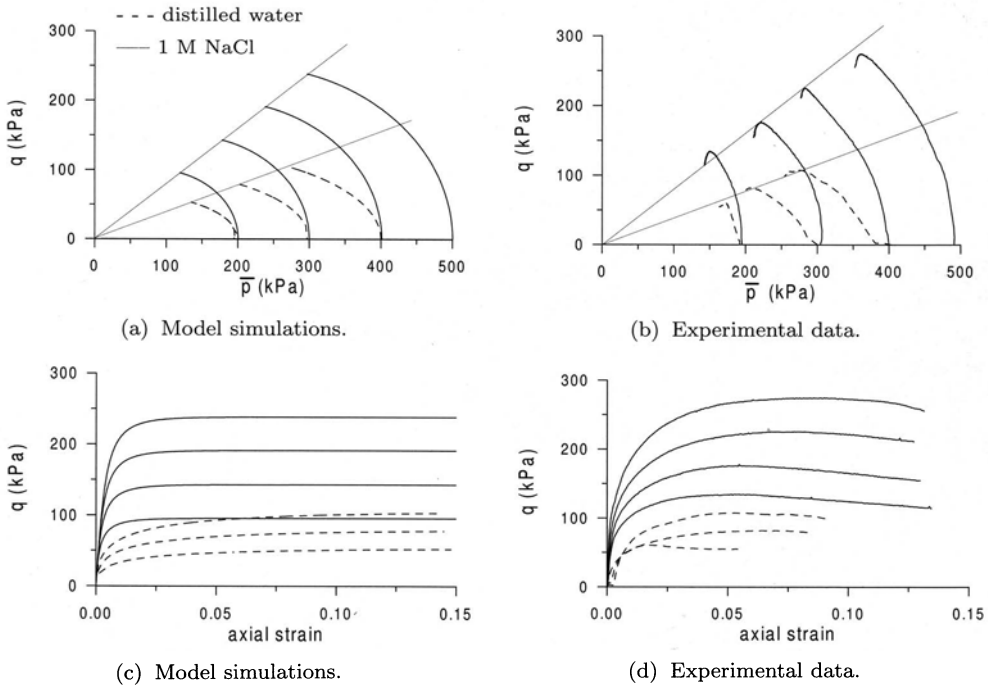 distilled water
1 M NaCl
300
200
100
0
q (kPa)
0 100 200 300 400 500
p̅ (kPa)
(a) Model simulations.
300
200
100
0
q (kPa)
0 100 200 300 400 500
p̅ (kPa)
(b) Experimental data.
300
200
100
0
q (kPa)
0.00 0.05 0.10 0.15
axial strain
(c) Model simulations.
300
200
100
0
q (kPa)
0.00 0.05 0.10 0.15
axial strain
(d) Experimental data.